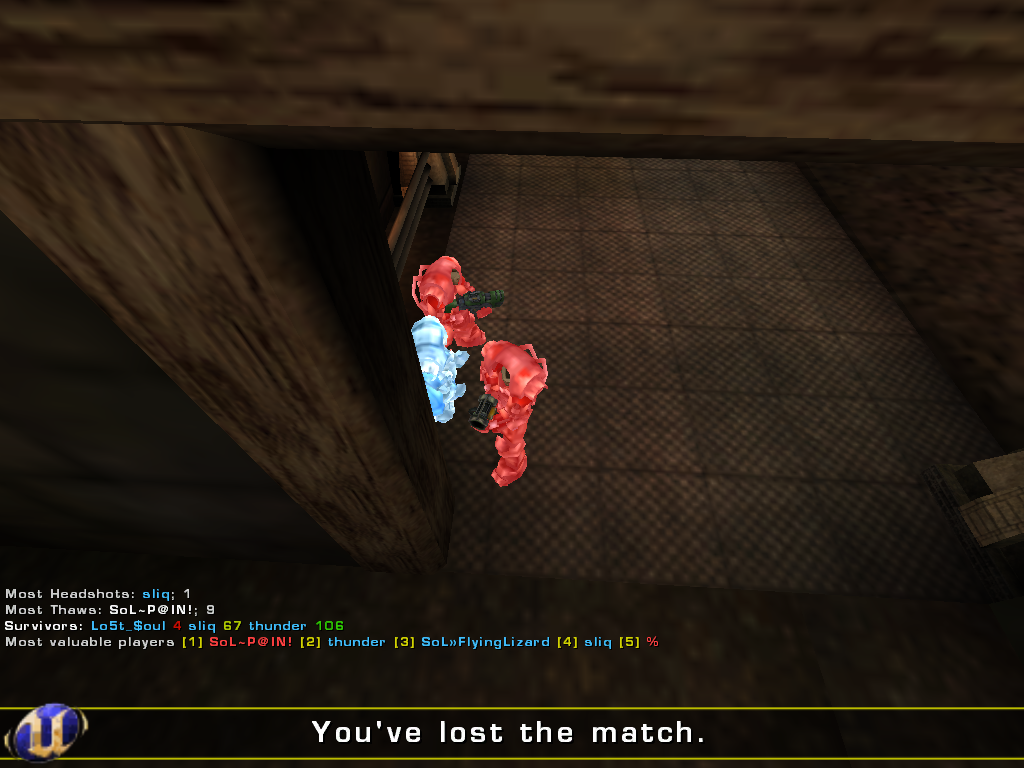 Most Headshots: sliq; 1
Most Thaws: SoL~P@IN!; 9
Survivors: Lo5t_$oul 4 sliq 67 thunder 106
Most valuable players [1] SoL~P@IN! [2] thunder [3] SoL»FlyingLizard [4] sliq [5] %
You've lost the match.